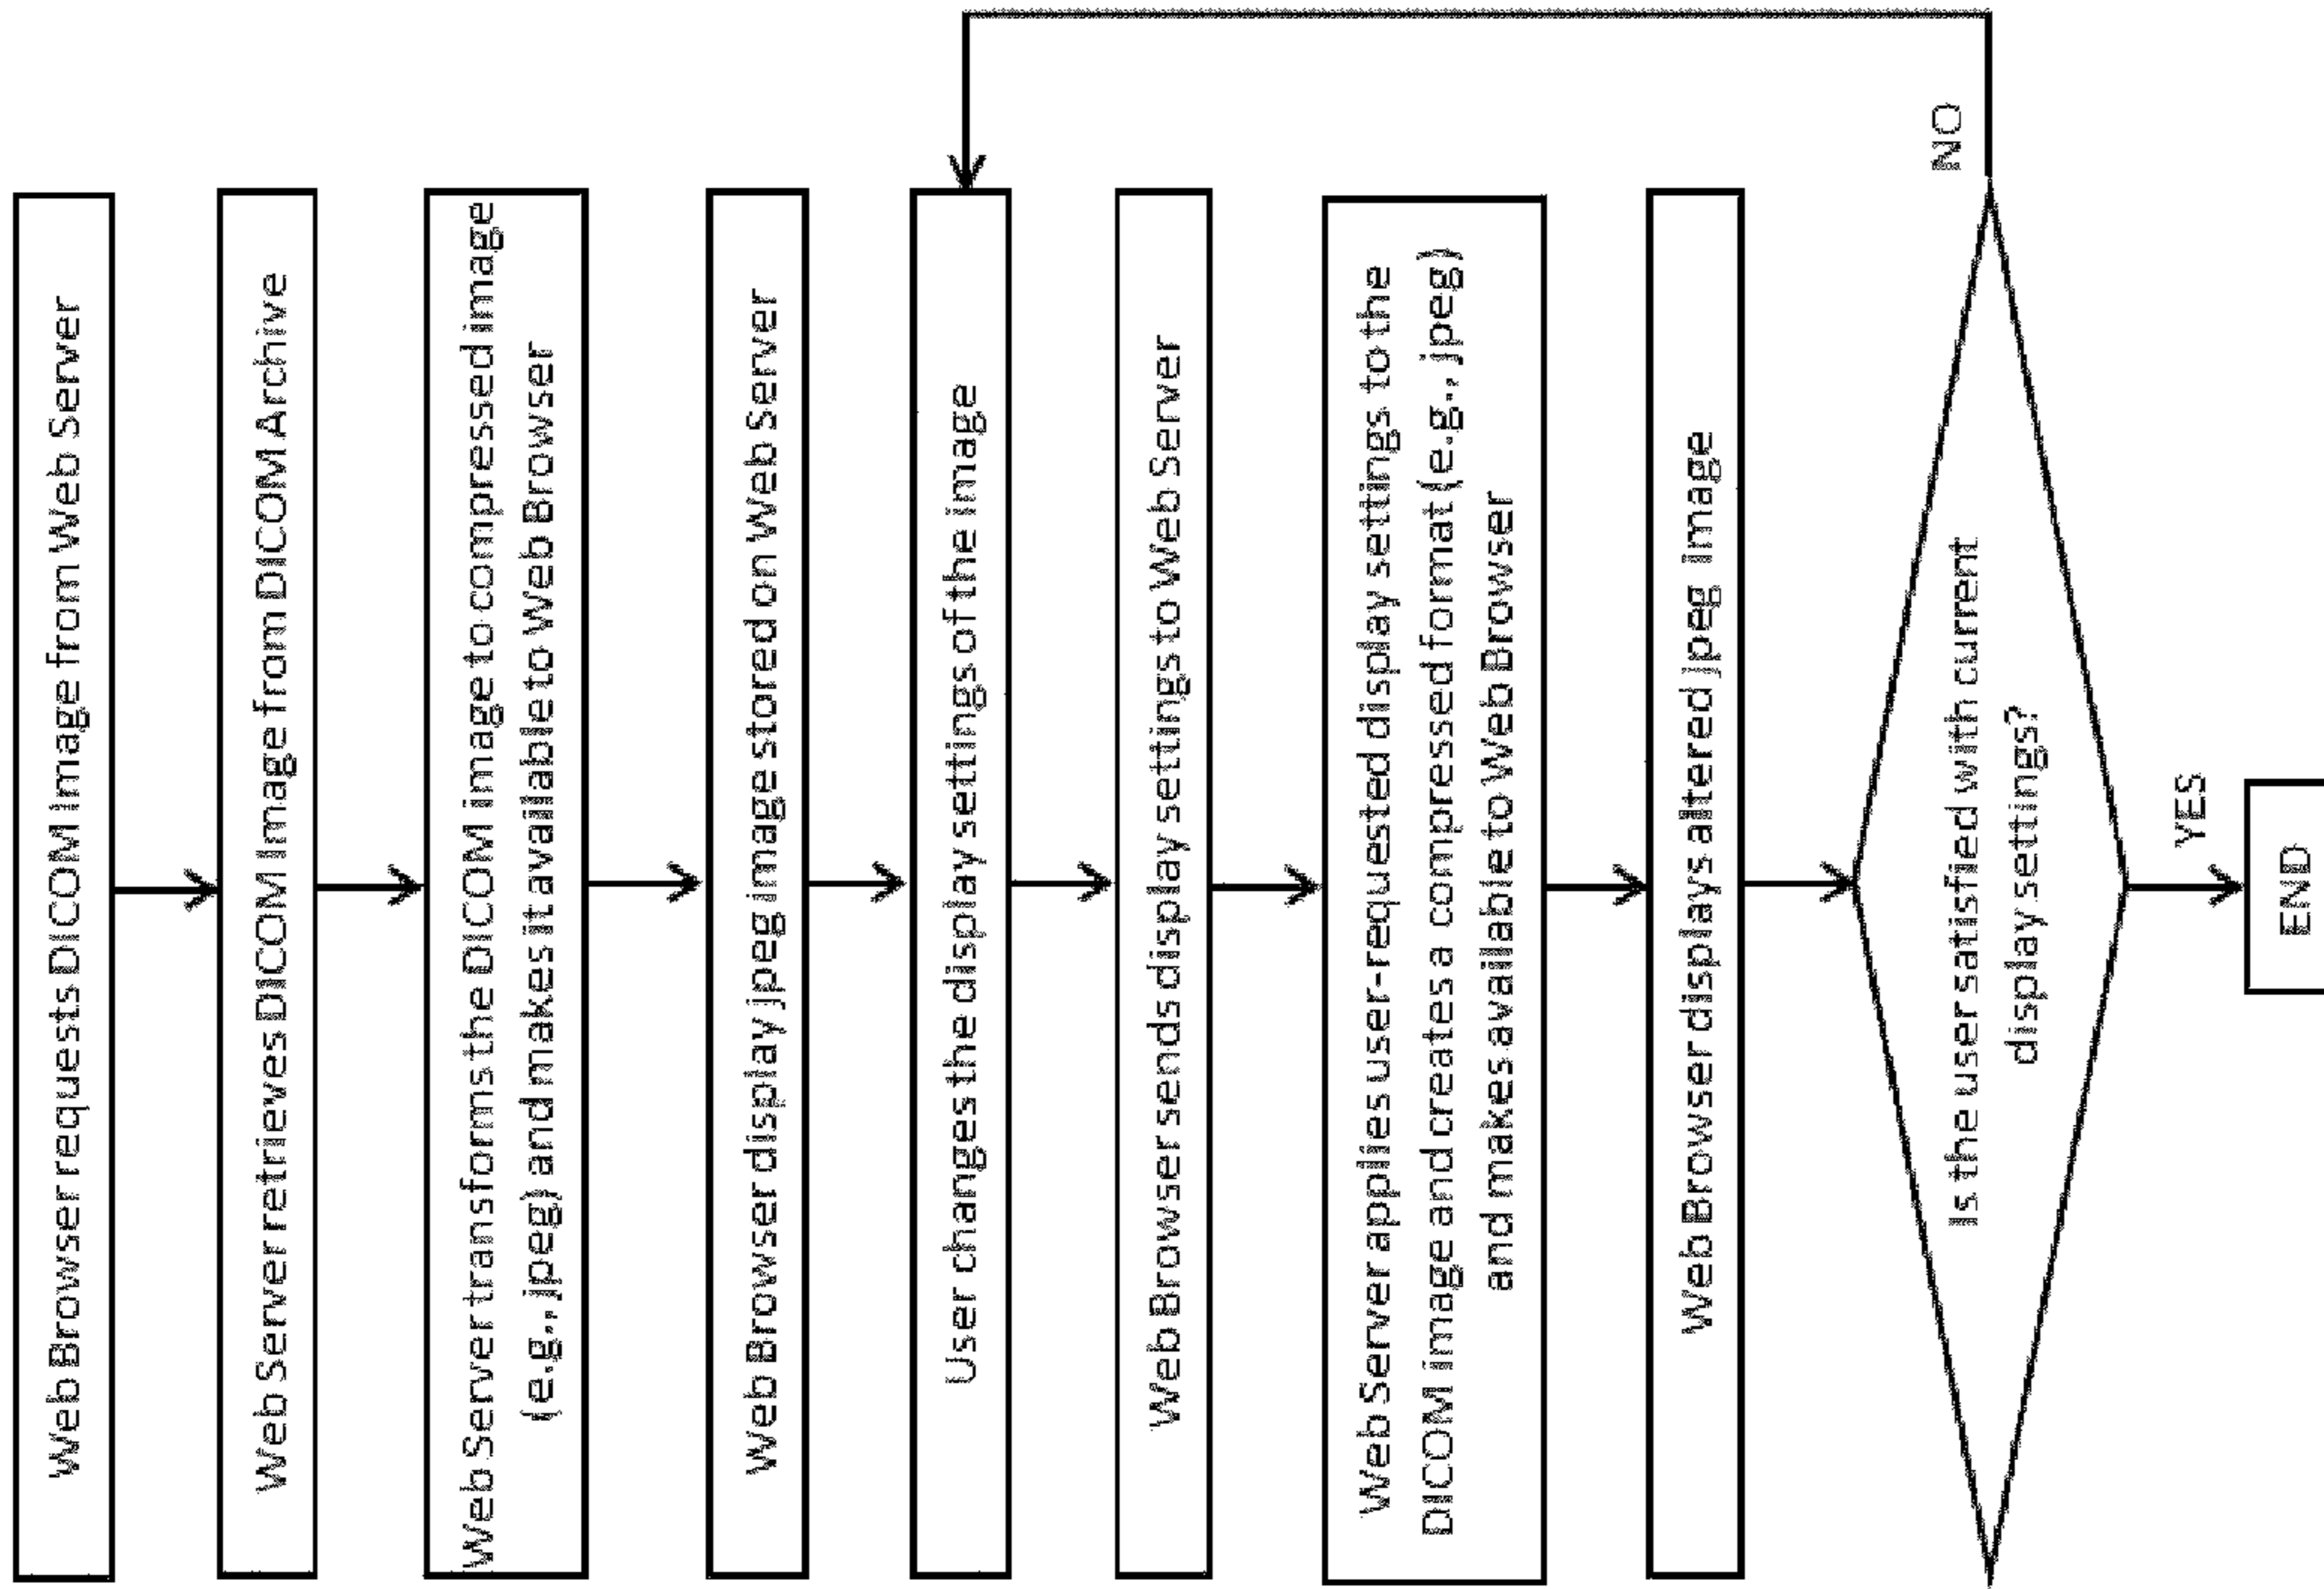 Web Browser requests DICOM Image from Web Server
Web Server retrieves DICOM Image from DICOM Archive
Web Server transforms the DICOM image to compressed image
(e.g., jpeg) and makes it available to Web Browser
Web Browser display jpeg image stored on Web Server
User changes the display settings of the image
Web Browser sends display settings to Web Server
Web Server applies user-requested display settings to the
DICOM image and creates a compressed format (e.g., jpeg)
and makes available to Web Browser
Web Browser displays altered jpeg Image
Is the user satisfied with current
display settings?
NO
YES
END